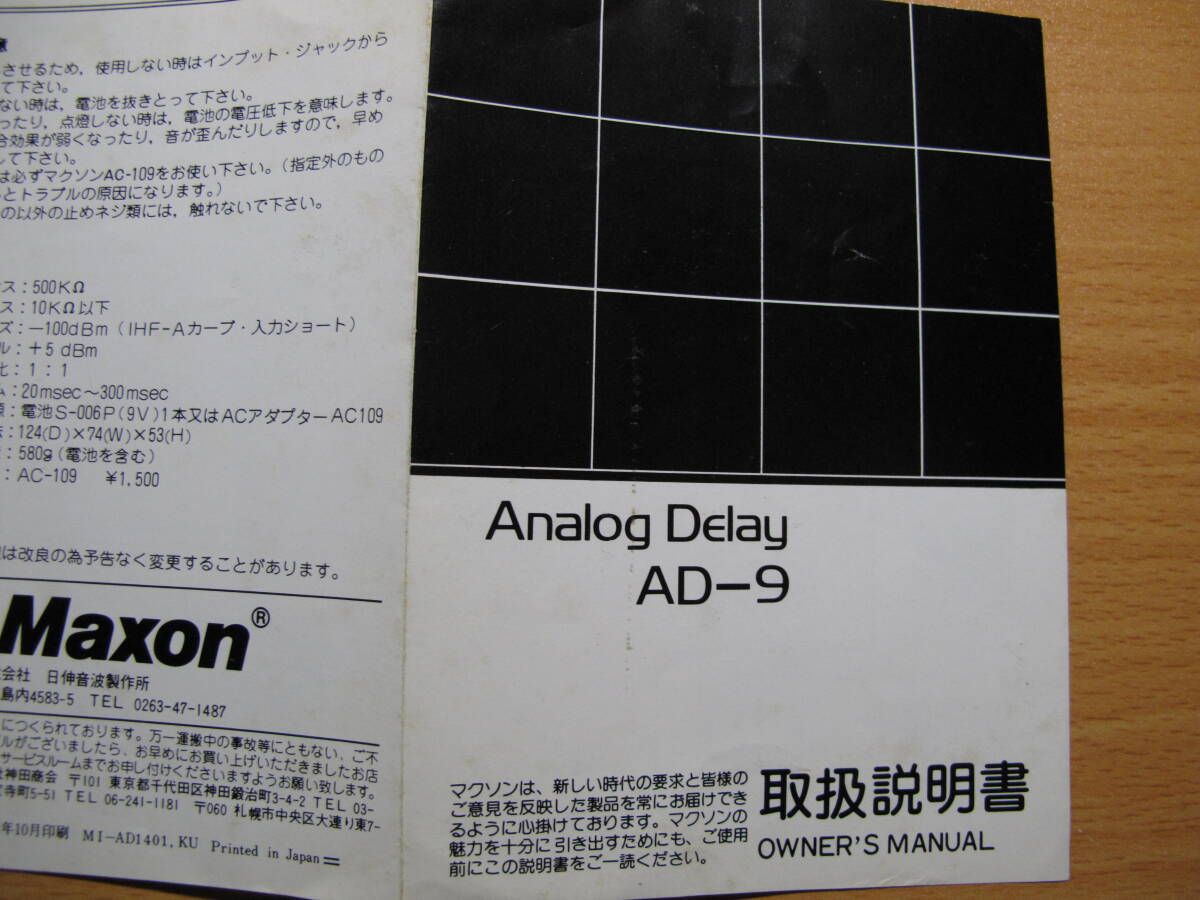 させるため，使用しない時はインプット・ジャックから
て下さい。
ない時は，電池を抜きとって下さい。
ったり，点燈しない時は，電池の電圧低下を意味します。
合効果が弱くなったり，音が歪んだりしますので，早め
して下さい。
は必ずマクソンAC-109をお使い下さい。（指定外のもの
とトラブルの原因になります。）
の以外の止めネジ類には，触れないで下さい。
ス：500KΩ
ス：10KΩ以下
ズ：—100dBm（IHF-Aカーブ・入力ショート）
ル：＋5 dBm
比：1：1
ム：20msec〜300msec
源：電池S-006P（9V）1本又はACアダプターAC109
法：124(D)×74(W)×53(H)
：580g（電池を含む）
：AC-109 ¥1,500
は改良の為予告なく変更することがあります。
Maxon®
会社 日伸音波製作所
島内4583-5 TEL 0263-47-1487
につくられております。万一運搬中の事故等にともない、ご不
ルがございましたら、お早めにお買い上げいただきましたお店
サービスルームまでお申し付けくださいますようお願い致します。
神田商会 〒101 東京都千代田区神田鍛治町3-4-2 TEL 03-
寺町5-51 TEL 06-241-1181 〒060 札幌市中央区大通り東7-
年10月印刷 MI-AD1401, KU Printed in Japan
Analog Delay
AD-9
マクソンは、新しい時代の要求と皆様の
ご意見を反映した製品を常にお届けでき
るように心掛けております。マクソンの
魅力を十分に引き出すためにも、ご使用
前にこの説明書をご一読ください。
取扱説明書
OWNER'S MANUAL